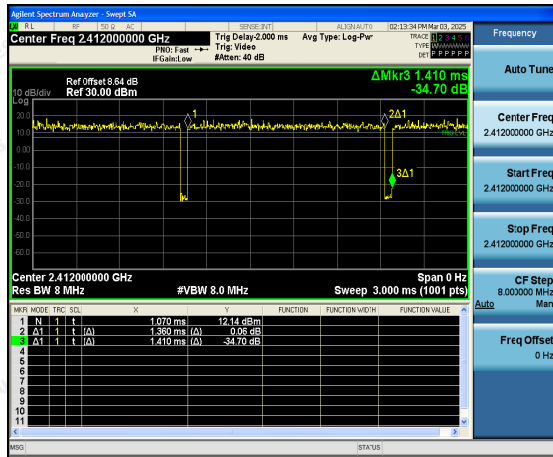 Agilent Spectrum Analyzer - Swept SA
RL RF 50 Ω AC SENSE:INT ALIGN AUTO 02:13:34 PM Mar 03, 2025
Center Freq 2.412000000 GHz
PNO: Fast
IFGain:Low
Trig Delay-2.000 ms
Trig: Video
#Atten: 40 dB
Avg Type: Log-Pwr
TRACE 1 2 3 4 5 6
TYPE WWWWWWW
DET P P P P P P
Frequency
Auto Tune
Center Freq
2.412000000 GHz
Start Freq
2.412000000 GHz
Stop Freq
2.412000000 GHz
CF Step
8.000000 MHz
Auto Man
Freq Offset
0 Hz
ΔMkr3 1.410 ms
-34.70 dB
Ref Offset 8.64 dB
10 dB/div Ref 30.00 dBm
Log
20.0
10.0
0.00
-10.0
-20.0
-30.0
-40.0
-50.0
-60.0
1
2Δ1
3Δ1
Center 2.412000000 GHz Span 0 Hz
Res BW 8 MHz #VBW 8.0 MHz Sweep 3.000 ms (1001 pts)
MKR MODE TRC SCL X Y FUNCTION FUNCTION WIDTH FUNCTION VALUE
1 N 1 t 1.070 ms 12.14 dBm
2 Δ1 1 t (Δ) 1.360 ms (Δ) 0.06 dB
3 Δ1 1 t (Δ) 1.410 ms (Δ) -34.70 dB
4
5
6
7
8
9
10
11
MSG STATUS